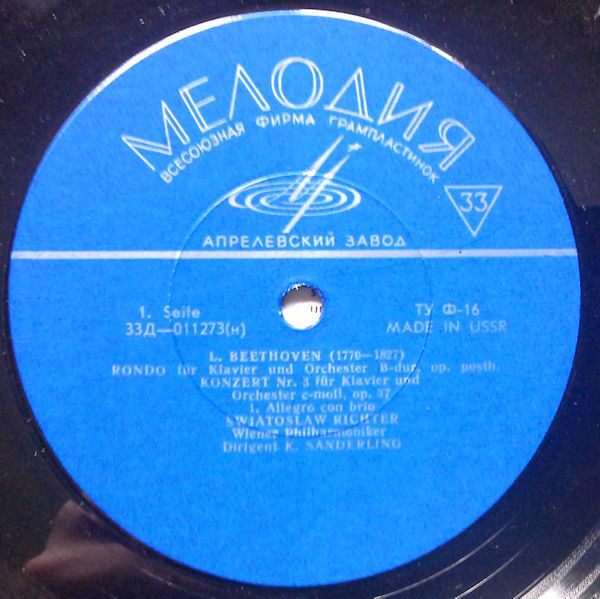 МЕЛОДИЯ
ВСЕСОЮЗНАЯ ФИРМА ГРАМПЛАСТИНОК
33
АПРЕЛЕВСКИЙ ЗАВОД
1. Seite
ТУ Ф-16
33Д—011273(н)
MADE IN USSR
L. BEETHOVEN (1770—1827)
RONDO für Klavier und Orchester B-dur, op. posth.
KONZERT Nr. 3 für Klavier und
Orchester c-moll, op. 37
1. Allegro con brio
SWIATOSLAW RICHTER
Wiener Philharmoniker
Dirigent K. SANDERLING